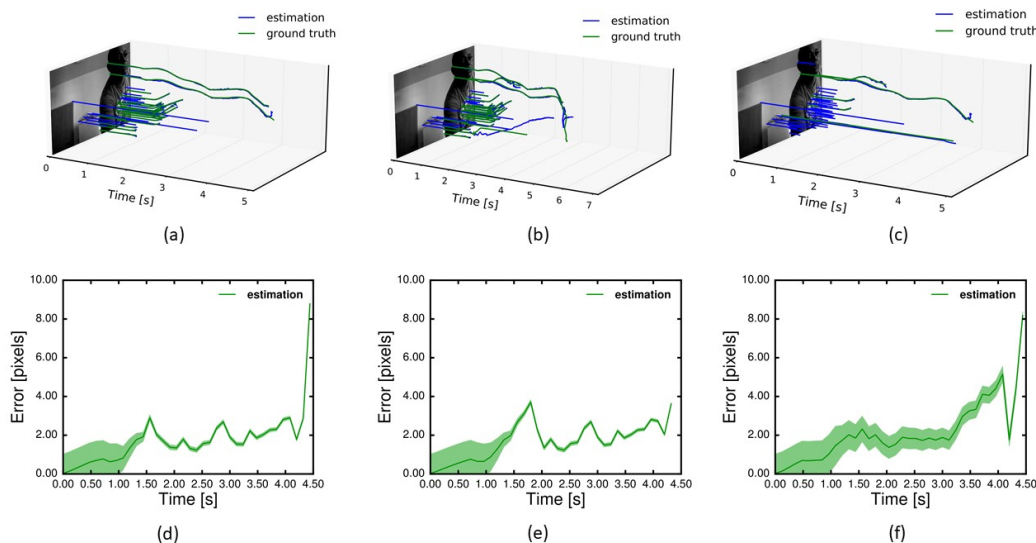 estimation
ground truth
0
1
2
3
4
5
Time [s]
(a)
estimation
ground truth
0
1
2
3
4
5
6
7
Time [s]
(b)
estimation
ground truth
0
1
2
3
4
5
Time [s]
(c)
10.00
8.00
6.00
4.00
2.00
0.00
Error [pixels]
estimation
0.00 0.50 1.00 1.50 2.00 2.50 3.00 3.50 4.00 4.50
Time [s]
(d)
10.00
8.00
6.00
4.00
2.00
0.00
Error [pixels]
estimation
0.00 0.50 1.00 1.50 2.00 2.50 3.00 3.50 4.00 4.50
Time [s]
(e)
10.00
8.00
6.00
4.00
2.00
0.00
Error [pixels]
estimation
0.00 0.50 1.00 1.50 2.00 2.50 3.00 3.50 4.00 4.50
Time [s]
(f)